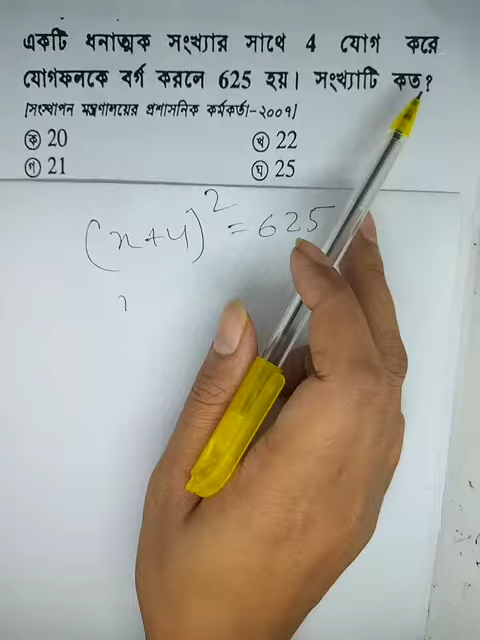 একটি ধনাত্মক সংখ্যার সাথে 4 যোগ করে
যোগফলকে বর্গ করলে 625 হয়। সংখ্যাটি কত?
[সংস্থাপন মন্ত্রণালয়ের প্রশাসনিক কর্মকর্তা-২০০৭]
ক 20 খ 22
গ 21 ঘ 25
(x+4)² = 625